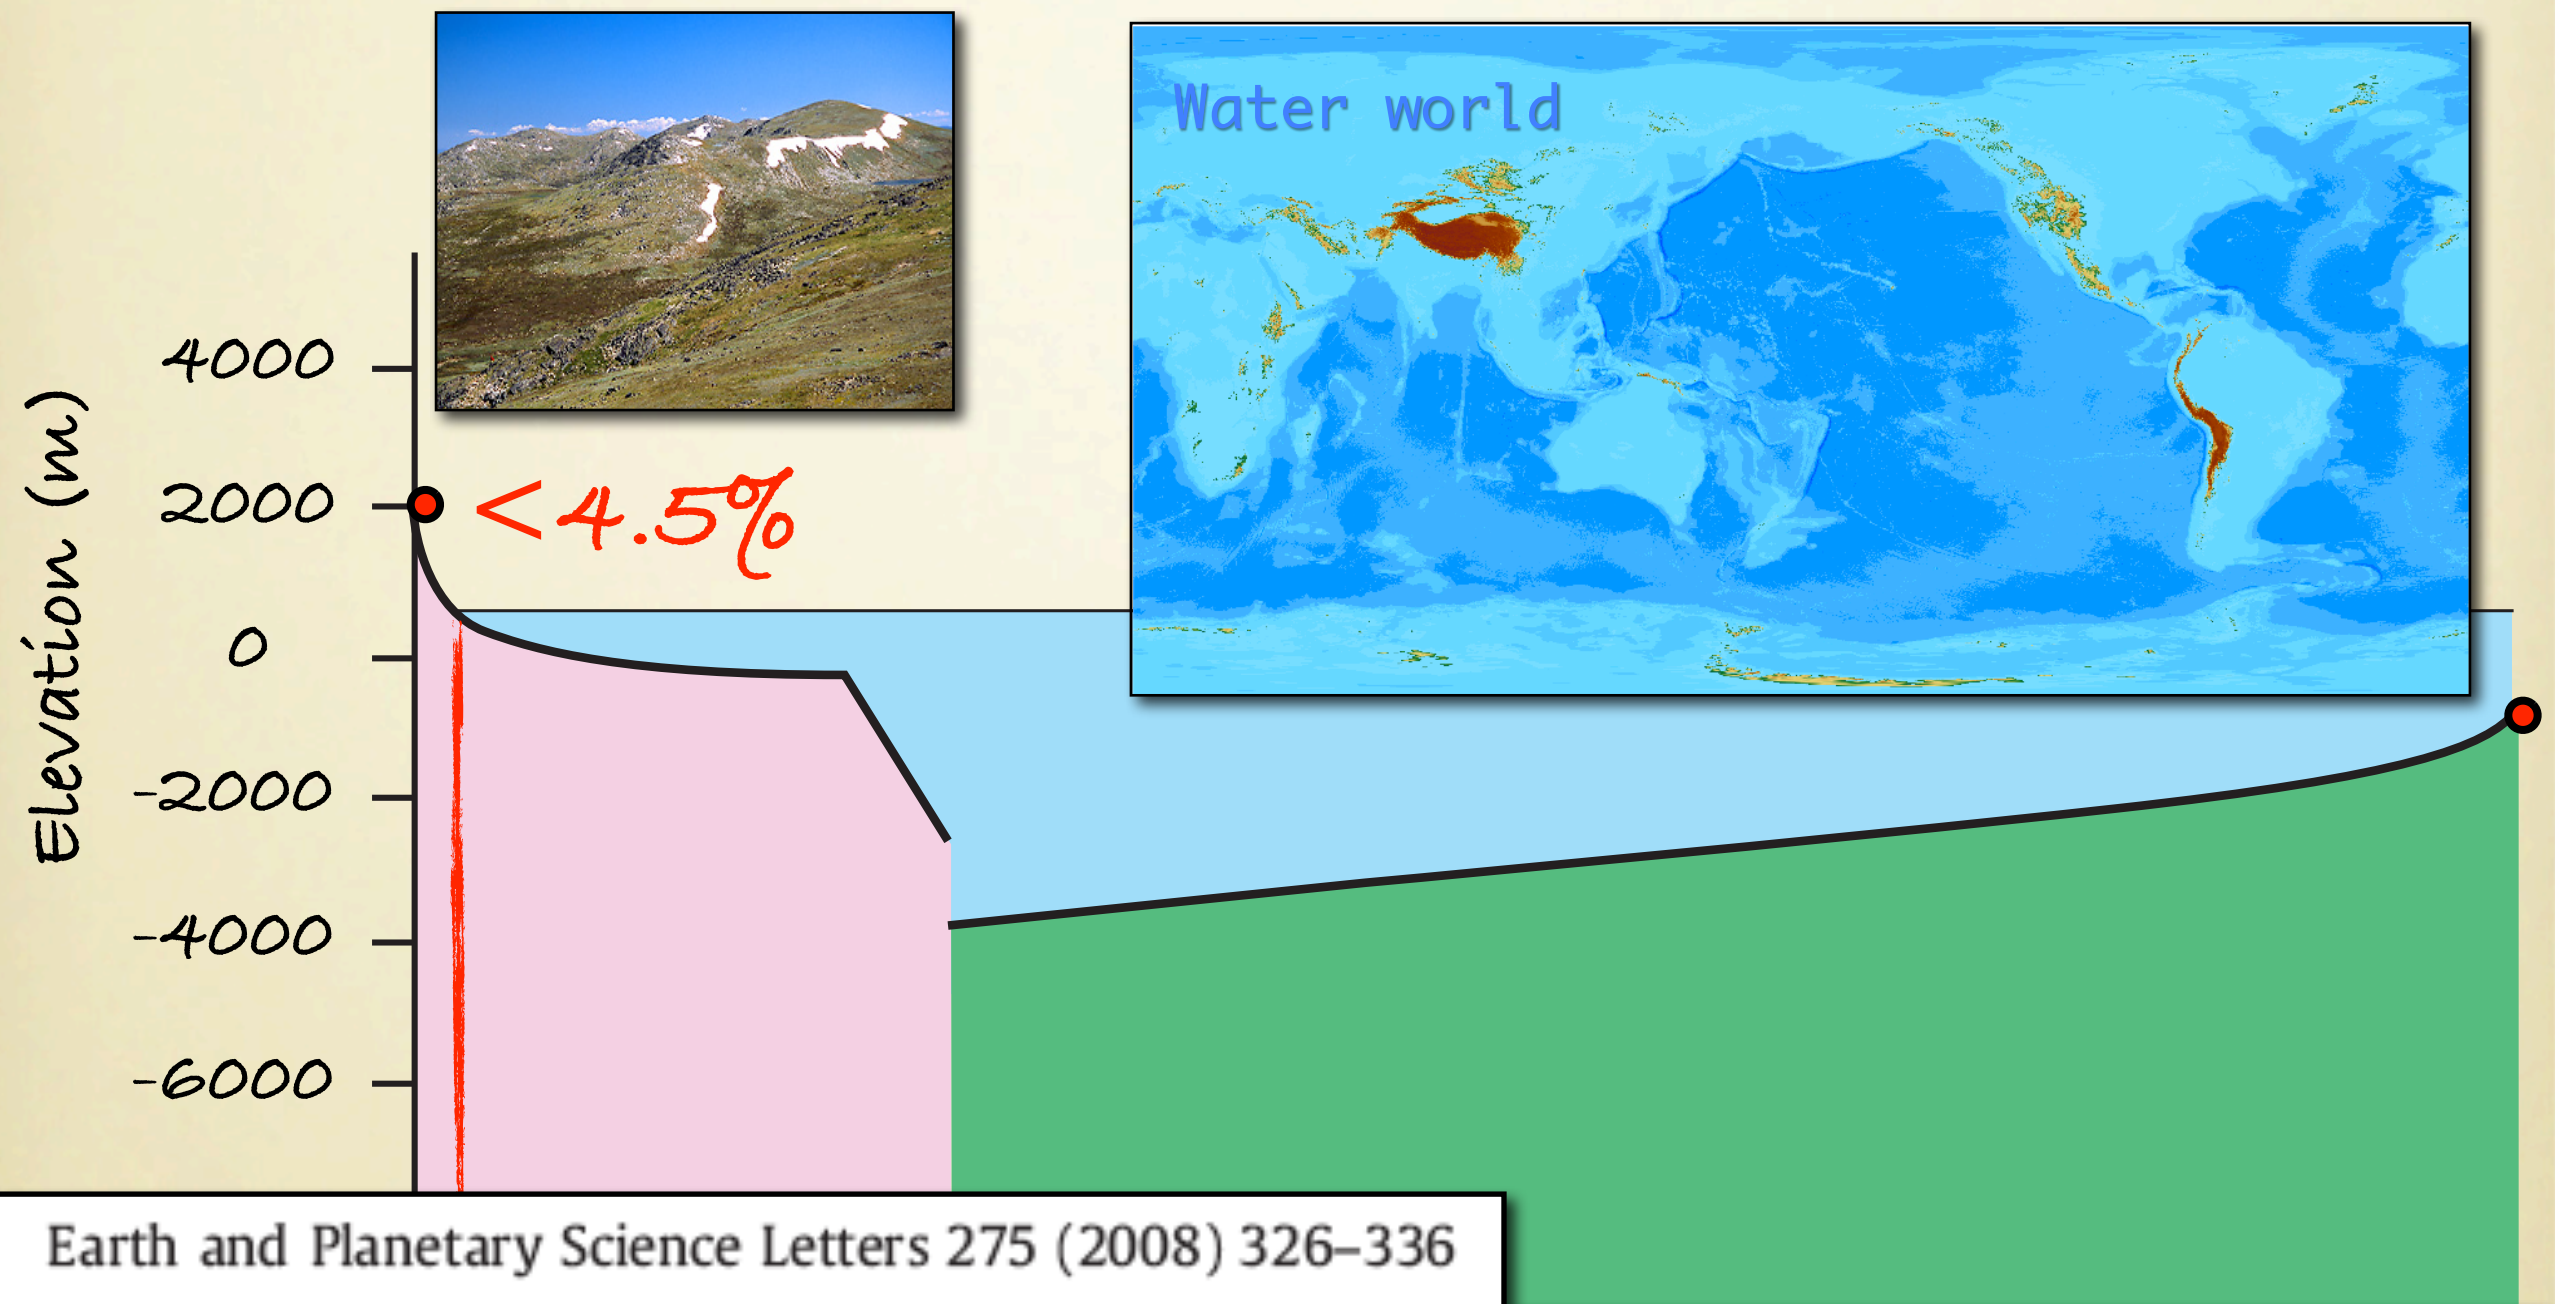 Water world
Elevation (m)
4000
2000
0
-2000
-4000
-6000
<4.5%
Earth and Planetary Science Letters 275 (2008) 326–336